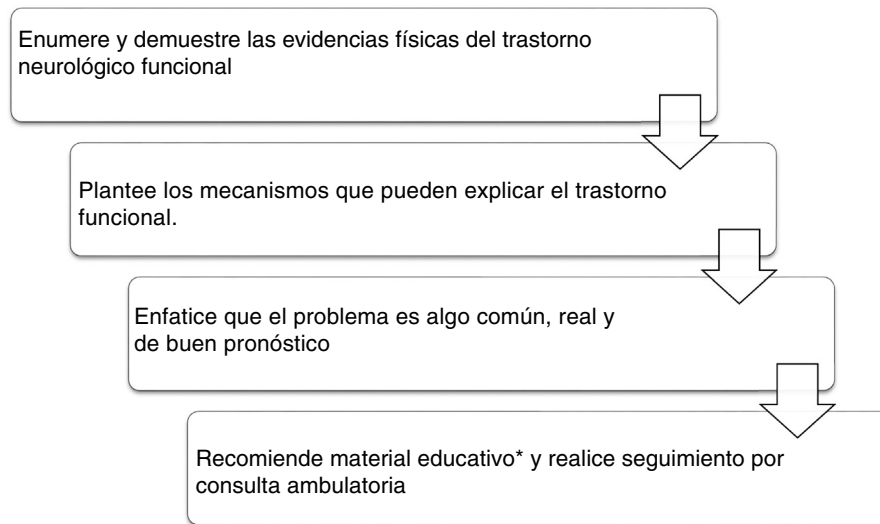 Enumere y demuestre las evidencias físicas del trastorno
neurológico funcional
Plantee los mecanismos que pueden explicar el trastorno
funcional.
Enfatice que el problema es algo común, real y
de buen pronóstico
Recomiende material educativo* y realice seguimiento por
consulta ambulatoria